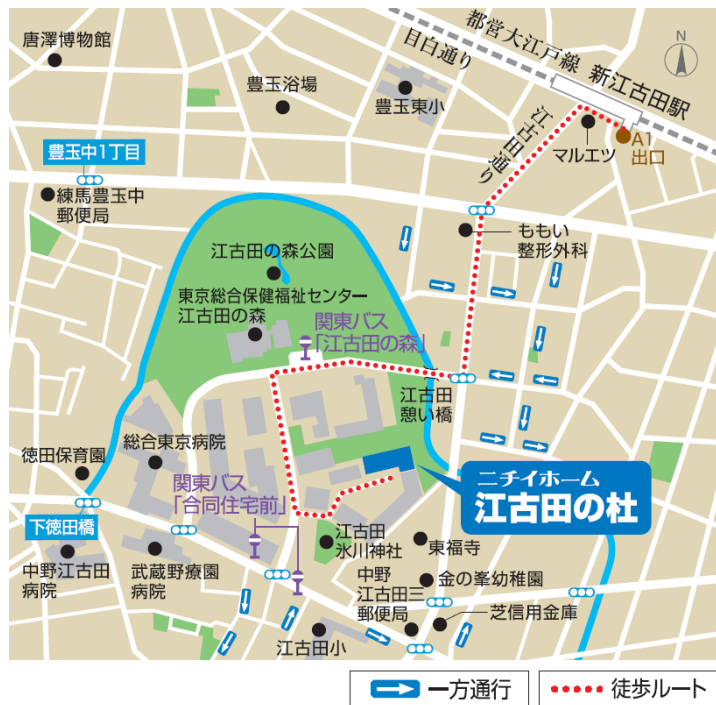 唐澤博物館
都営大江戸線
新江古田駅
目白通り
N
豊玉浴場
豊玉東小
江古田通り
マルエツ
A1
出口
豊玉中1丁目
練馬豊玉中
郵便局
ももい
整形外科
江古田の森公園
東京総合保健福祉センター
江古田の森
関東バス
「江古田の森」
江古田
憩い橋
徳田保育園
総合東京病院
関東バス
「合同住宅前」
ニチイホーム
江古田の杜
下徳田橋
中野江古田
病院
武蔵野療園
病院
江古田
氷川神社
東福寺
中野
江古田三
郵便局
金の峯幼稚園
芝信用金庫
江古田小
一方通行
徒歩ルート